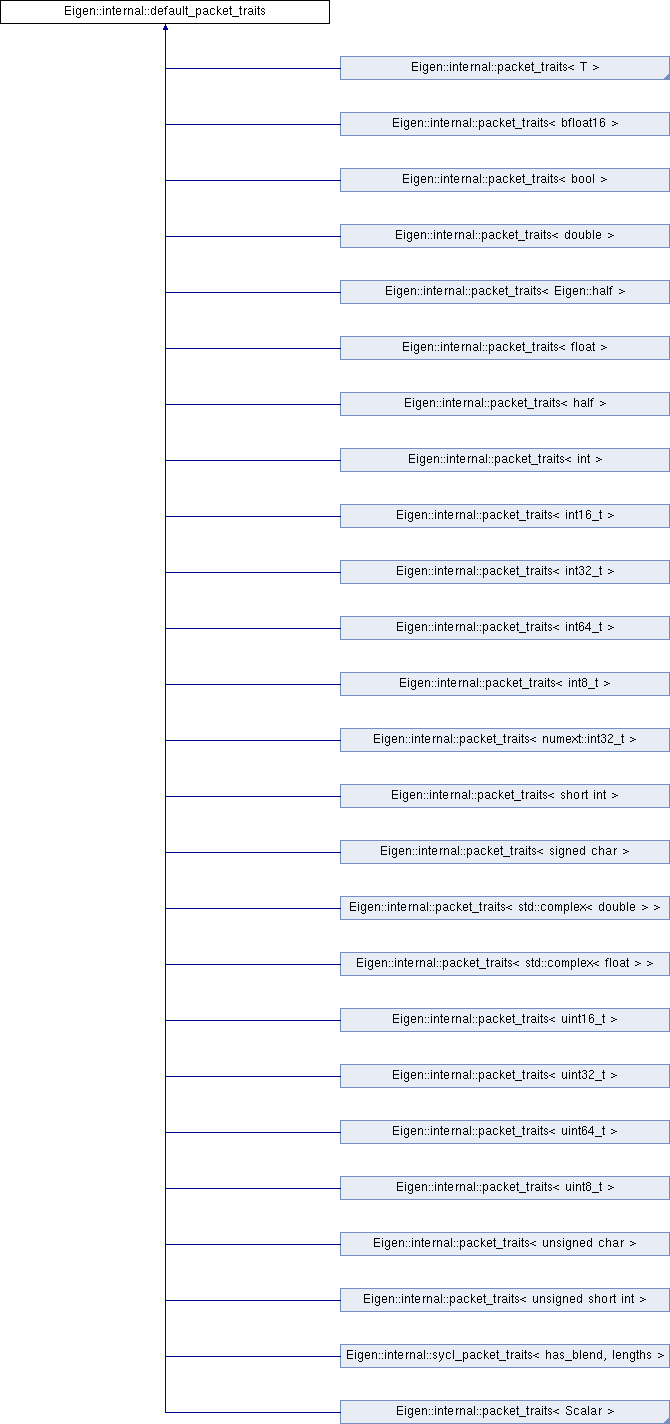 Eigen::internal::default_packet_traits
Eigen::internal::packet_traits< T >
Eigen::internal::packet_traits< bfloat16 >
Eigen::internal::packet_traits< bool >
Eigen::internal::packet_traits< double >
Eigen::internal::packet_traits< Eigen::half >
Eigen::internal::packet_traits< float >
Eigen::internal::packet_traits< half >
Eigen::internal::packet_traits< int >
Eigen::internal::packet_traits< int16_t >
Eigen::internal::packet_traits< int32_t >
Eigen::internal::packet_traits< int64_t >
Eigen::internal::packet_traits< int8_t >
Eigen::internal::packet_traits< numext::int32_t >
Eigen::internal::packet_traits< short int >
Eigen::internal::packet_traits< signed char >
Eigen::internal::packet_traits< std::complex< double > >
Eigen::internal::packet_traits< std::complex< float > >
Eigen::internal::packet_traits< uint16_t >
Eigen::internal::packet_traits< uint32_t >
Eigen::internal::packet_traits< uint64_t >
Eigen::internal::packet_traits< uint8_t >
Eigen::internal::packet_traits< unsigned char >
Eigen::internal::packet_traits< unsigned short int >
Eigen::internal::sycl_packet_traits< has_blend, lengths >
Eigen::internal::packet_traits< Scalar >